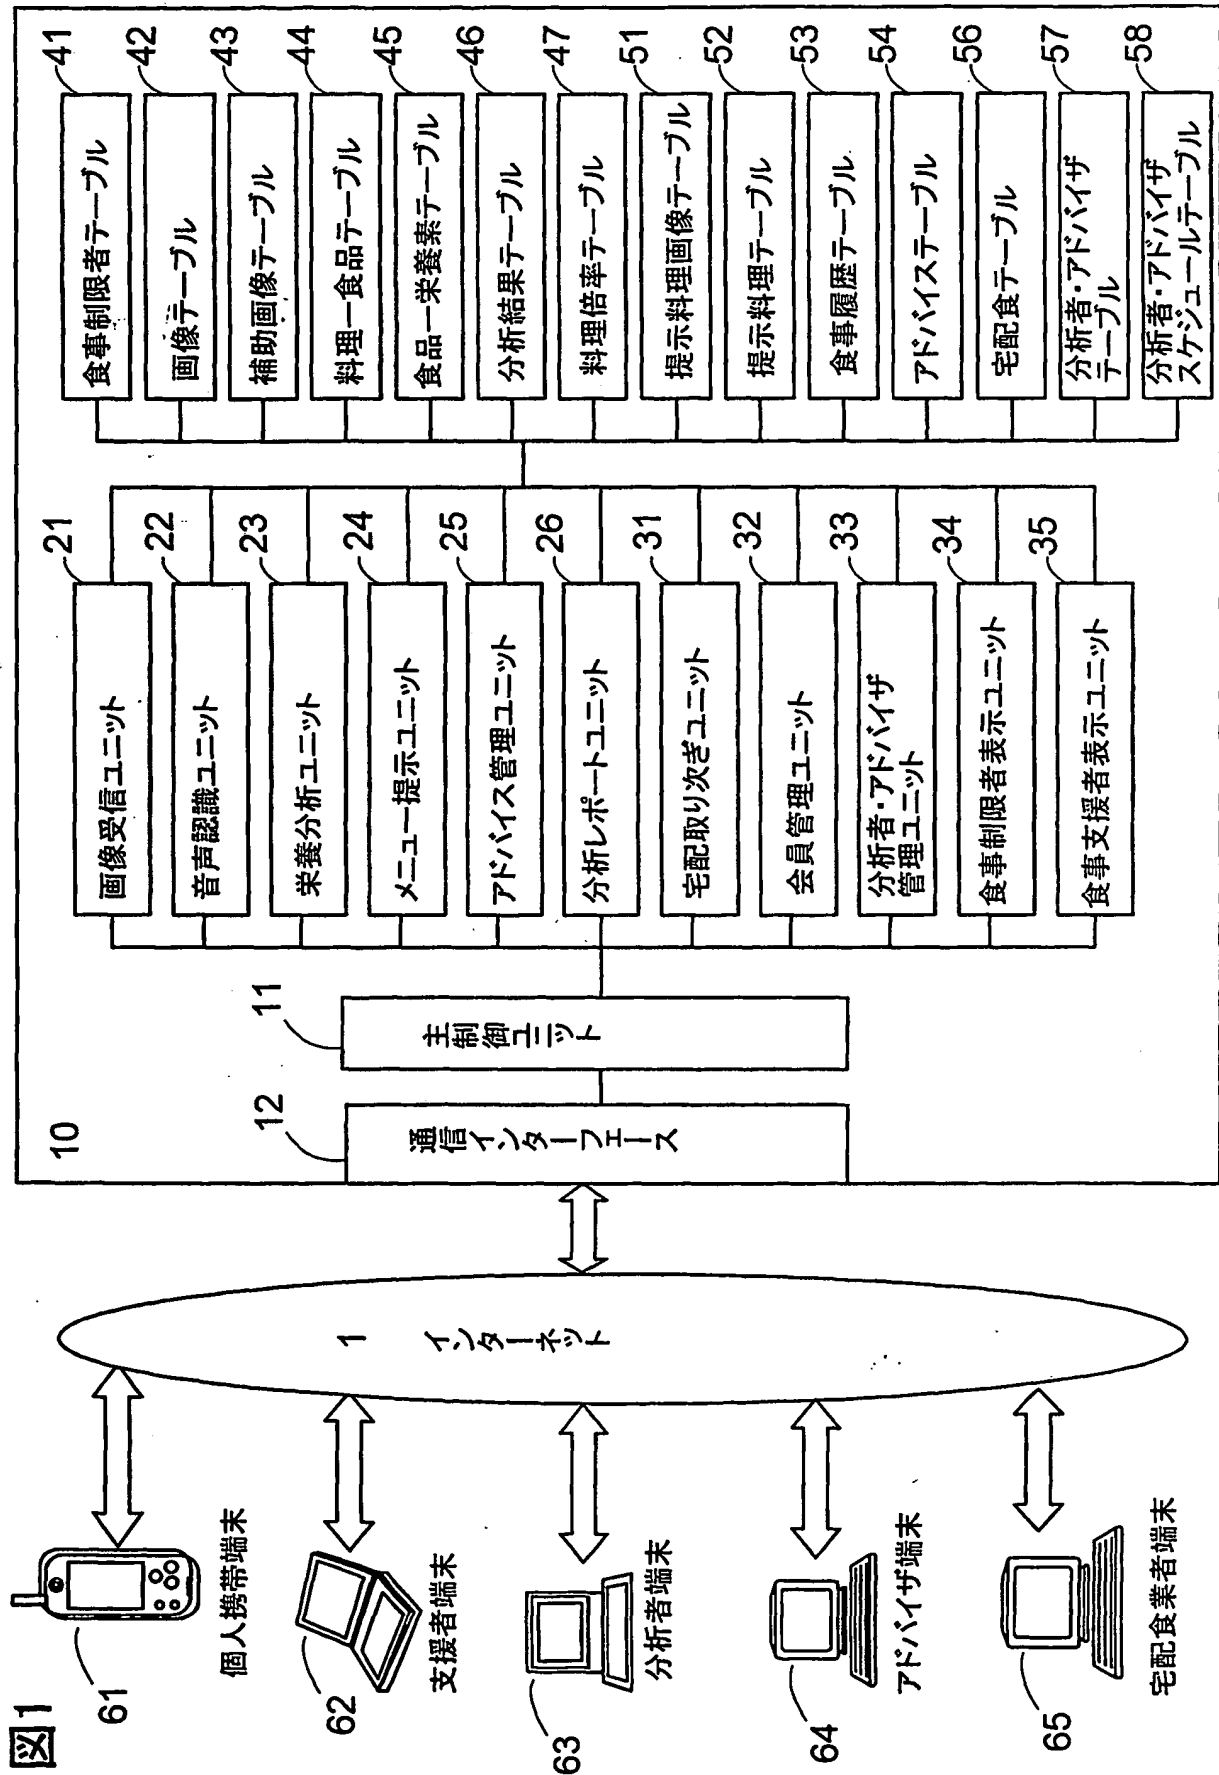 図1
61
個人携帯端末
62
支援者端末
63
分析者端末
64
アドバイザ端末
65
宅配食業者端末
1
インターネット
10
12
通信インターフェース
11
主制御ユニット
21
画像受信ユニット
22
音声認識ユニット
23
栄養分析ユニット
24
メニュー提示ユニット
25
アドバイス管理ユニット
26
分析レポートユニット
31
宅配取り次ぎユニット
32
会員管理ユニット
33
分析者・アドバイザ
管理ユニット
34
食事制限者表示ユニット
35
食事支援者表示ユニット
41
食事制限者テーブル
42
画像テーブル
43
補助画像テーブル
44
料理ー食品テーブル
45
食品ー栄養素テーブル
46
分析結果テーブル
47
料理倍率テーブル
51
提示料理画像テーブル
52
提示料理テーブル
53
食事履歴テーブル
54
アドバイステーブル
56
宅配食テーブル
57
分析者・アドバイザ
テーブル
58
分析者・アドバイザ
スケジュールテーブル